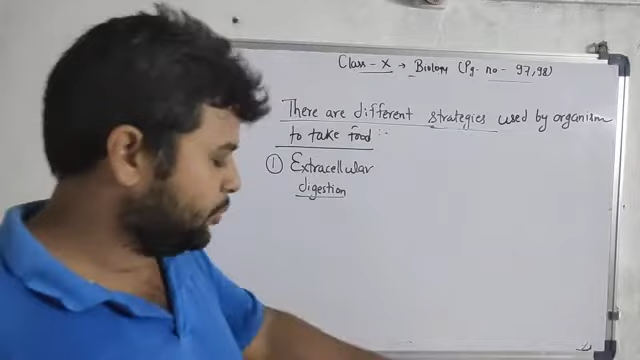 Class - X → Biology (Pg. no - 97,98)
There are different strategies used by organism
to take food :-
① Extracellular
digestion